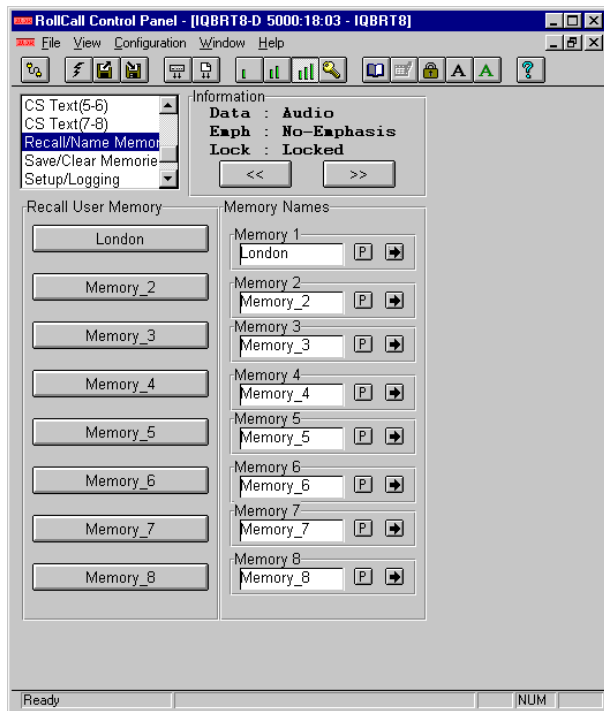 RollCall Control Panel - [IQBRT8-D 5000:18:03 - IQBRT8]
File View Configuration Window Help
A A ?
CS Text(5-6)
CS Text(7-8)
Recall/Name Memor
Save/Clear Memorie
Setup/Logging
Information
Data : Audio
Emph : No-Emphasis
Lock : Locked
<< >>
Recall User Memory
London
Memory_2
Memory_3
Memory_4
Memory_5
Memory_6
Memory_7
Memory_8
Memory Names
Memory 1
London P
Memory 2
Memory_2 P
Memory 3
Memory_3 P
Memory 4
Memory_4 P
Memory 5
Memory_5 P
Memory 6
Memory_6 P
Memory 7
Memory_7 P
Memory 8
Memory_8 P
Ready NUM